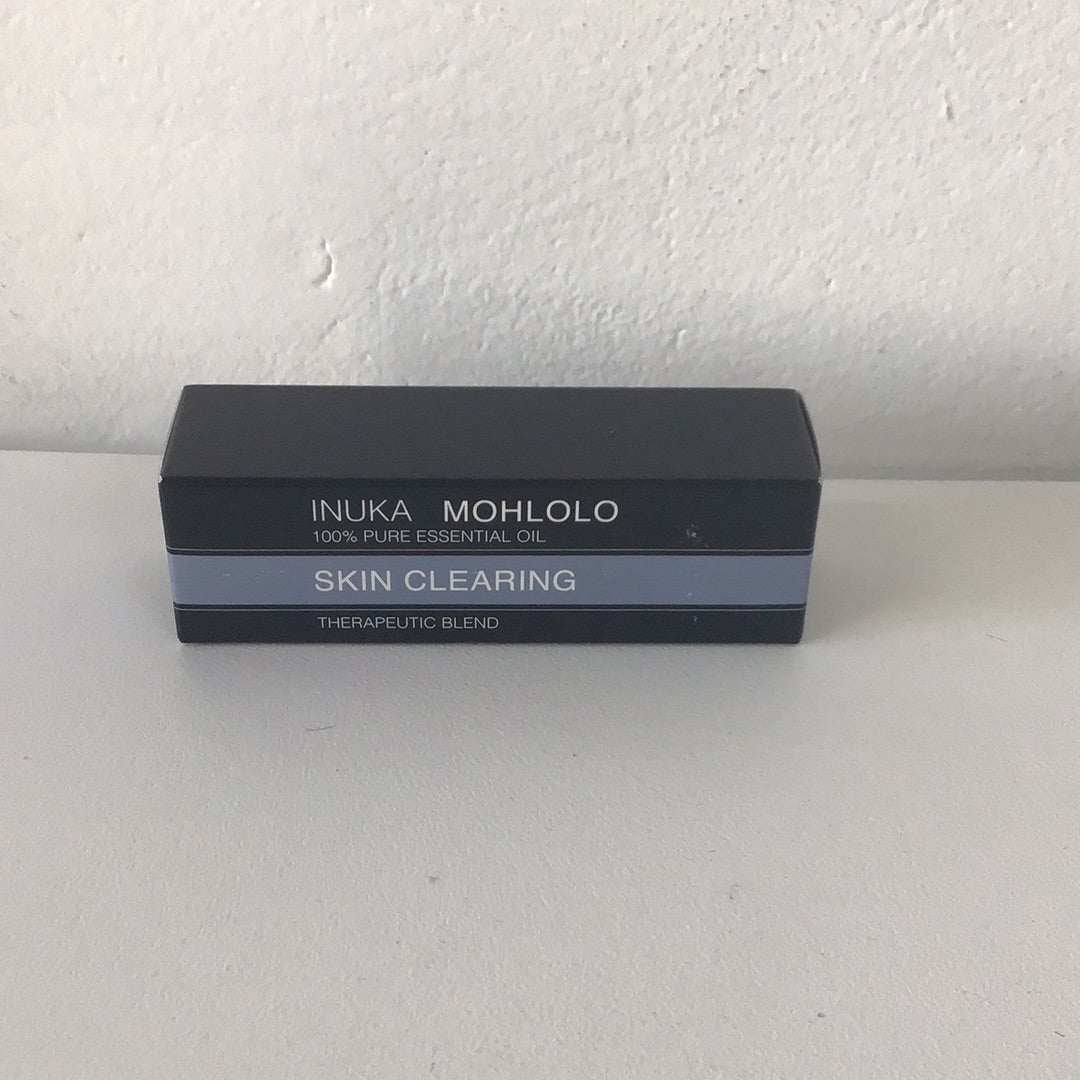 INUKA MOHLOLO
100% PURE ESSENTIAL OIL
SKIN CLEARING
THERAPEUTIC BLEND